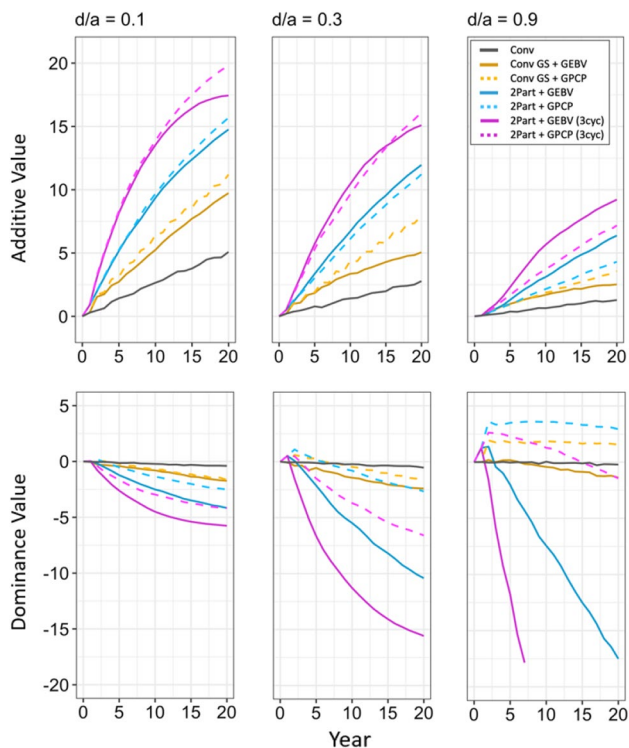 d/a = 0.1
d/a = 0.3
d/a = 0.9
Additive Value
20
15
10
5
0
Conv
Conv GS + GEBV
Conv GS + GPCP
2Part + GEBV
2Part + GPCP
2Part + GEBV (3cyc)
2Part + GPCP (3cyc)
0 5 10 15 20
0 5 10 15 20
0 5 10 15 20
Dominance Value
5
0
-5
-10
-15
-20
0 5 10 15 20
0 5 10 15 20
0 5 10 15 20
Year